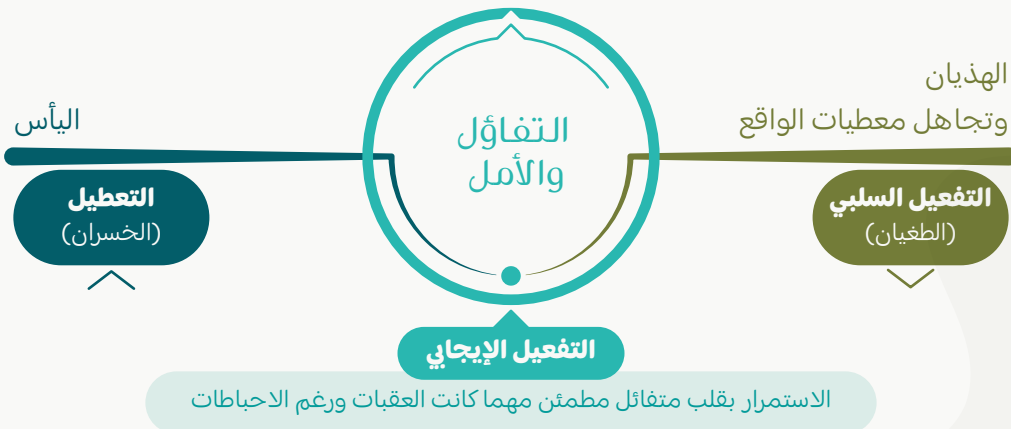 الهذيان
وتجاهل معطيات الواقع
التفعيل السلبي
(الطغيان)
التفاؤل
والأمل
اليأس
التعطيل
(الخسران)
التفعيل الإيجابي
الاستمرار بقلب متفائل مطمئن مهما كانت العقبات ورغم الاحباطات